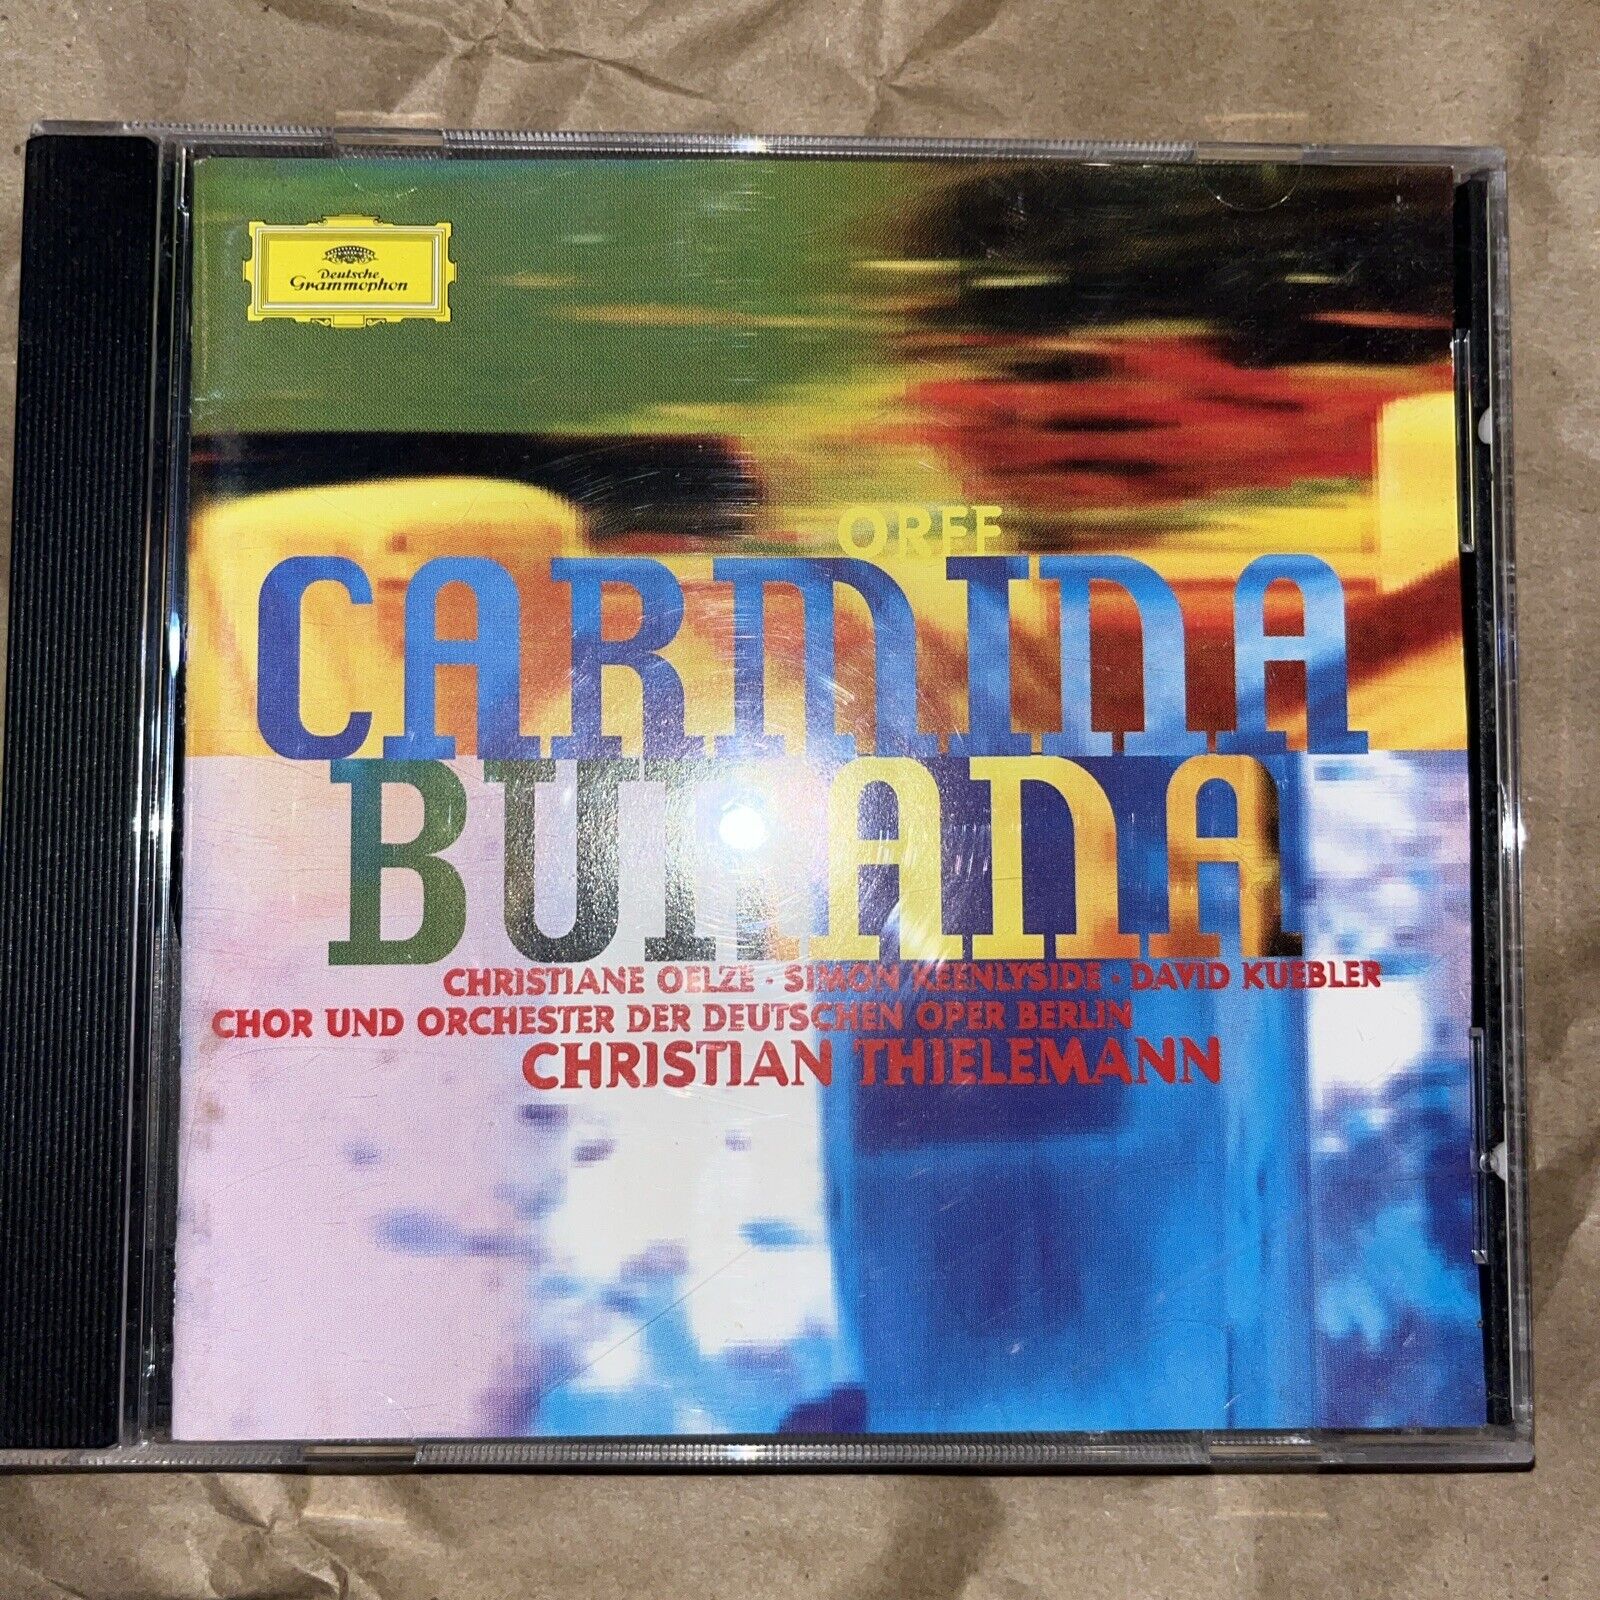 Deutsche
Grammophon
ORFF
CARMINA
BURANA
CHRISTIANE OELZE · SIMON KEENLYSIDE · DAVID KUEBLER
CHOR UND ORCHESTER DER DEUTSCHEN OPER BERLIN
CHRISTIAN THIELEMANN